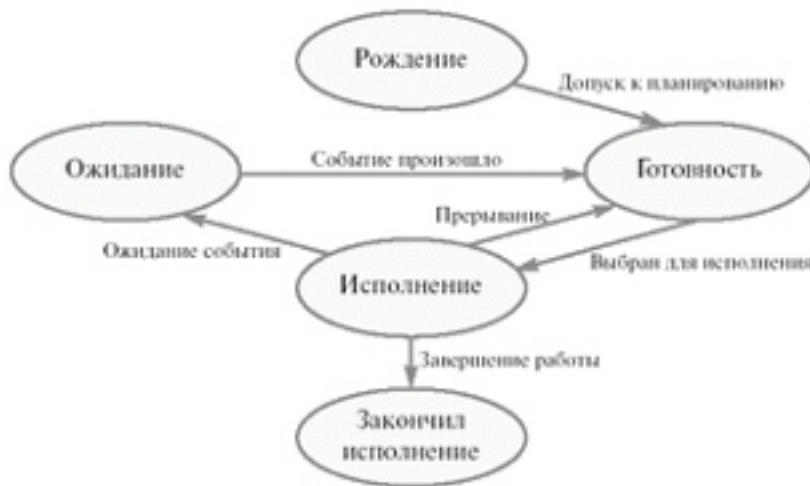 Рождение
Допуск к планированию
Ожидание
Событие произошло
Готовность
Прерывание
Ожидание события
Выбран для исполнения
Исполнение
Завершение работы
Закончил
исполнение